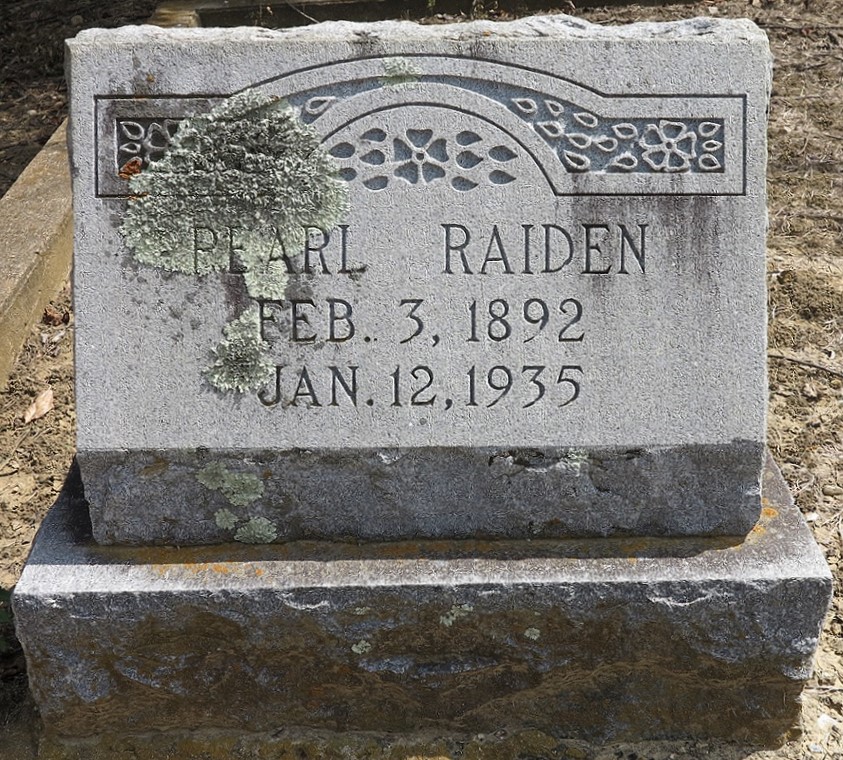 PEARL RAIDEN
FEB. 3, 1892
JAN. 12, 1935